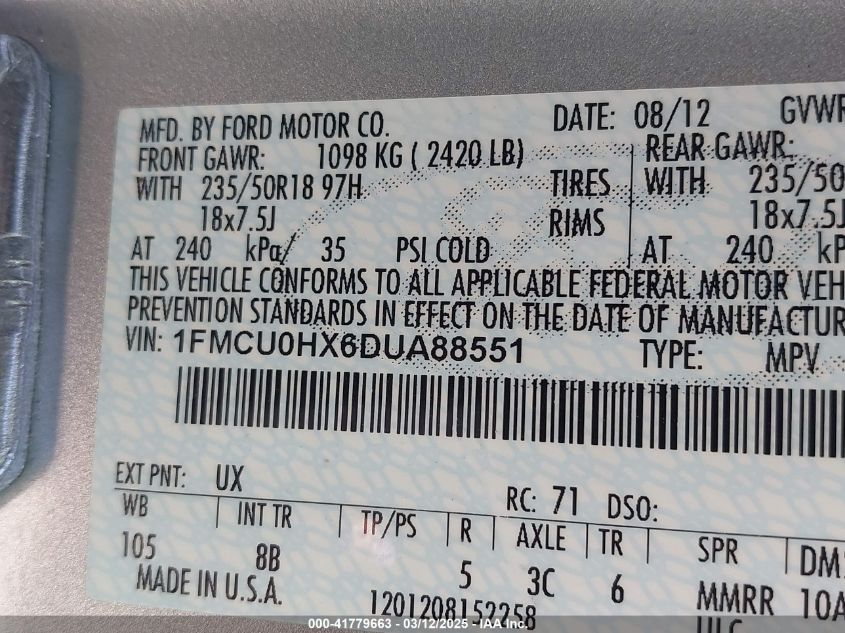 MFD. BY FORD MOTOR CO. DATE: 08/12 GVWR
FRONT GAWR: 1098 KG ( 2420 LB) REAR GAWR:
WITH 235/50R18 97H TIRES WITH 235/50
18x7.5J RIMS 18x7.5J
AT 240 kPa/ 35 PSI COLD AT 240 kP
THIS VEHICLE CONFORMS TO ALL APPLICABLE FEDERAL MOTOR VEH
PREVENTION STANDARDS IN EFFECT ON THE DATE OF MANUFACTUR
VIN: 1FMCU0HX6DUA88551 TYPE: MPV
EXT PNT: UX RC: 71 DSO:
WB INT TR TP/PS R AXLE TR SPR DM
105 8B 5 3C 6 MMRR 10A
MADE IN U.S.A. 1201208152258 ULC
000-41779663 - 03/12/2025 - IAA Inc.